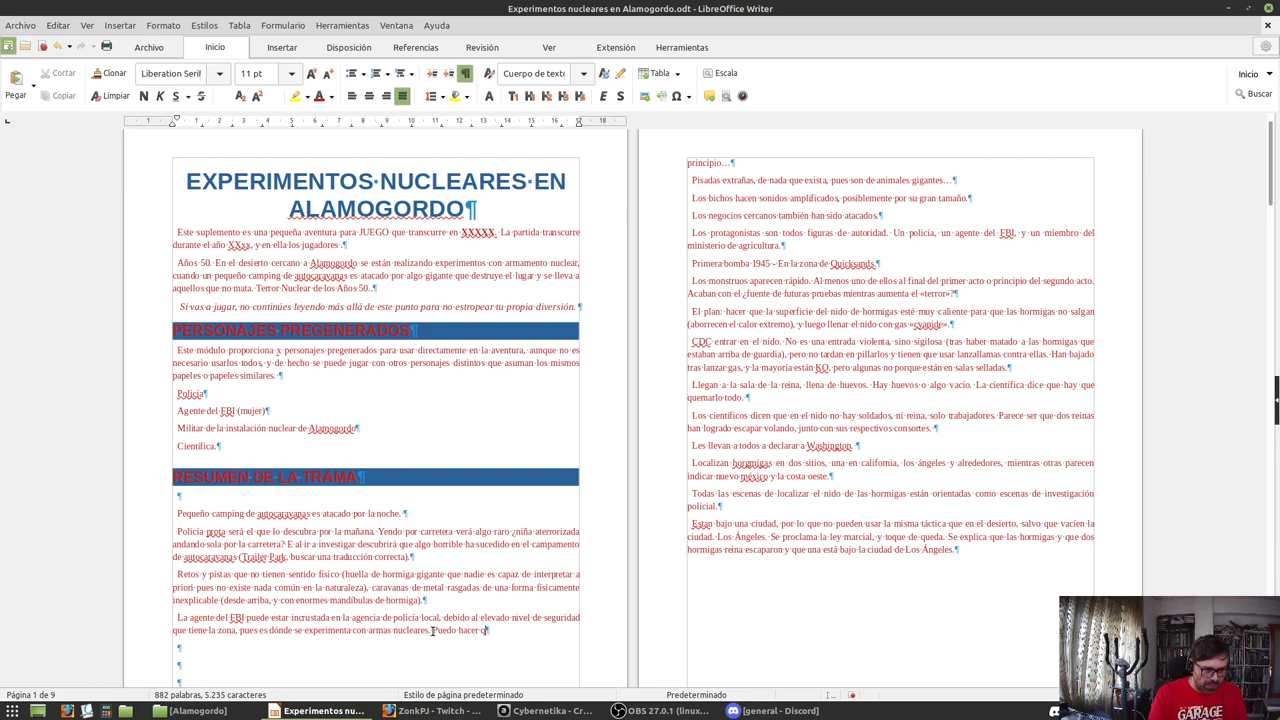 Experimentos nucleares en Alamogordo.odt - LibreOffice Writer
Archivo Editar Ver Insertar Formato Estilos Tabla Formulario Herramientas Ventana Ayuda
Archivo Inicio Insertar Disposición Referencias Revisión Ver Extensión Herramientas
Pegar Cortar Clonar Liberation Serif 11 pt Cuerpo de texto Tabla Escala Inicio
Copiar Limpiar N K S S Buscar
1 1 2 3 4 5 6 7 8 9 10 11 12 13 14 15 16 17 18
EXPERIMENTOS·NUCLEARES·EN
ALAMOGORDO¶
Este suplemento es una pequeña aventura para JUEGO que transcurre en XXXXX. La partida transcurre
durante el año XXxx, y en ella los jugadores·.¶
Años 50. En el desierto cercano a Alamogordo se están realizando experimentos con armamento nuclear,
cuando un pequeño camping de autocaravanas es atacado por algo gigante que destruye el lugar y se lleva a
aquellos que no mata. Terror Nuclear de los Años 50..¶
Si vas a jugar, no continúes leyendo más allá de este punto para no estropear tu propia diversión. ¶
PERSONAJES PREGENERADOS¶
Este módulo proporciona x personajes pregenerados para usar directamente en la aventura, aunque no es
necesario usarlos todos, y de hecho se puede jugar con otros personajes distintos que asuman los mismos
papeles o papeles similares. ¶
Policía¶
Agente del FBI (mujer)¶
Militar de la instalación nuclear de Alamogordo¶
Científica.¶
RESUMEN DE LA TRAMA¶
¶
Pequeño camping de autocaravanas es atacado por la noche. ¶
Policía prota será el que lo descubra por la mañana. Yendo por carretera verá algo raro ¿niña aterrorizada
andando sola por la carretera? E al ir a investigar descubrirá que algo horrible ha sucedido en el campamento
de autocaravanas (Trailer Park, buscar una traducción correcta).¶
Retos y pistas que no tienen sentido físico (huella de hormiga gigante que nadie es capaz de interpretar a
priori pues no existe nada común en la naturaleza), caravanas de metal rasgadas de una forma físicamente
inexplicable (desde arriba, y con enormes mandíbulas de hormiga).¶
La agente del FBI puede estar incrustada en la agencia de policía local, debido al elevado nivel de seguridad
que tiene la zona, pues es dónde se experimenta con armas nucleares. Puedo hacer q¶
¶
¶
¶
principio…¶
Pisadas extrañas, de nada que exista, pues son de animales gigantes…¶
Los bichos hacen sonidos amplificados, posiblemente por su gran tamaño.¶
Los negocios cercanos también han sido atacados.¶
Los protagonistas son todos figuras de autoridad. Un policía, un agente del FBI, y un miembro del
ministerio de agricultura.¶
Primera bomba 1945 - En la zona de Quicksands¶
Los monstruos aparecen rápido. Al menos uno de ellos al final del primer acto o principio del segundo acto.
Acaban con el ¿fuente de futuras pruebas mientras aumenta el «terror»?¶
El plan: hacer que la superficie del nido de hormigas esté muy caliente para que las hormigas no salgan
(aborrecen el calor extremo), y luego llenar el nido con gas «cyanide».¶
CDC entrar en el nido. No es una entrada violenta, sino sigilosa (tras haber matado a las hormigas que
estaban arriba de guardia), pero no tardan en pillarlos y tienen que usar lanzallamas contra ellas. Han bajado
tras lanzar gas, y la mayoría están KO, pero algunas no porque están en salas selladas.¶
Llegan a la sala de la reina, llena de huevos. Hay huevos o algo vacío. La científica dice que hay que
quemarlo todo. ¶
Los científicos dicen que en el nido no hay soldados, ni reina, solo trabajadores. Parece ser que dos reinas
han logrado escapar volando, junto con sus respectivos consortes. ¶
Les llevan a todos a declarar a Washington. ¶
Localizan horgmigas en dos sitios, una en california, los ángeles y alrededores, mientras otras parecen
indicar nuevo méxico y la costa oeste. ¶
Todas las escenas de localizar el nido de las hormigas están orientadas como escenas de investigación
policial.¶
Estan bajo una ciudad, por lo que no pueden usar la misma táctica que en el desierto, salvo que vacíen la
ciudad. Los Ángeles. Se proclama la ley marcial, y toque de queda. Se explica que las hormigas y que dos
hormigas reina escaparon y que una está bajo la ciudad de Los Ángeles.¶
GARAGE
Página 1 de 9 882 palabras, 5.235 caracteres Estilo de página predeterminado Predeterminado
[Alamogordo] Experimentos nu... ZonkPJ - Twitch - ... Cybernetika - Cr... OBS 27.0.1 (linux... [general - Discord]